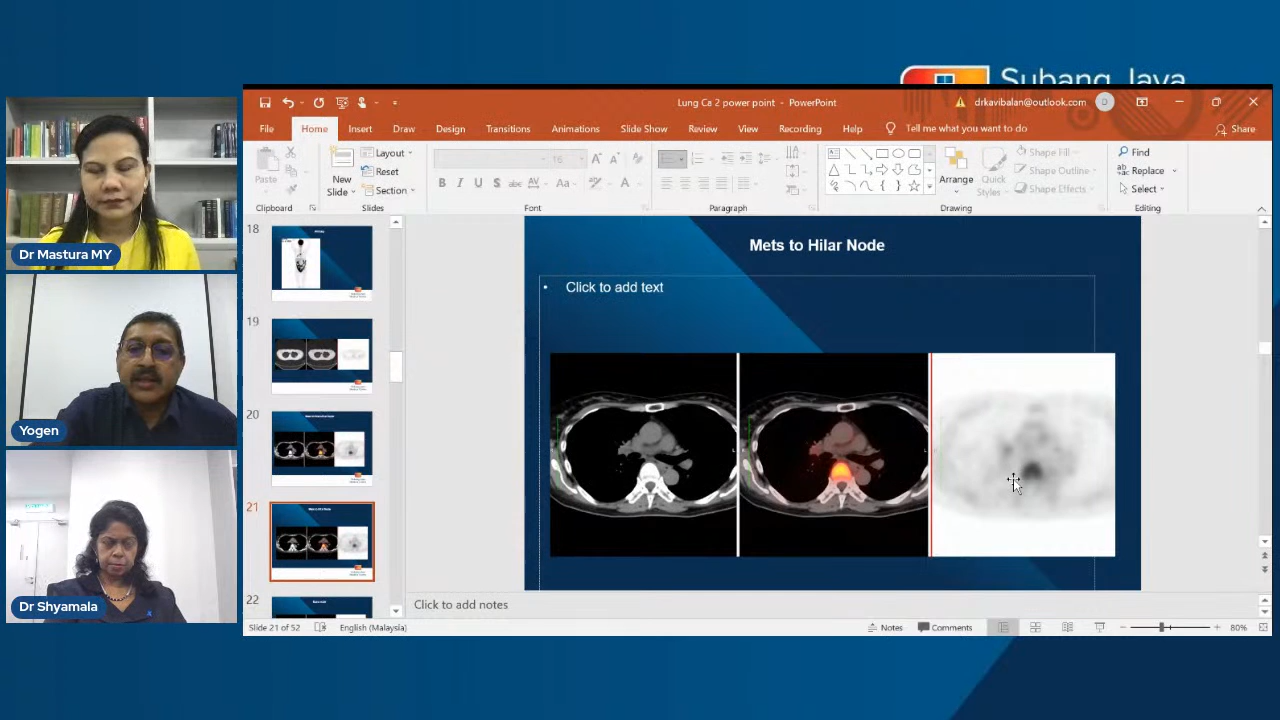 Subang Jaya
Dr Mastura MY
Yogen
Dr Shyamala
Lung Ca 2 power point - PowerPoint
drkavibalan@outlook.com
D
File Home Insert Draw Design Transitions Animations Slide Show Review View Recording Help Tell me what you want to do Share
Paste
New
Slide
Layout
Reset
Section
16
Arrange
Quick
Styles
Shape Fill
Shape Outline
Shape Effects
Find
Replace
Select
Clipboard Slides Font Paragraph Drawing Editing
18
19
20
21
22
Mets to Hilar Node
• Click to add text
Click to add notes
Slide 21 of 52 English (Malaysia) Notes Comments 80%